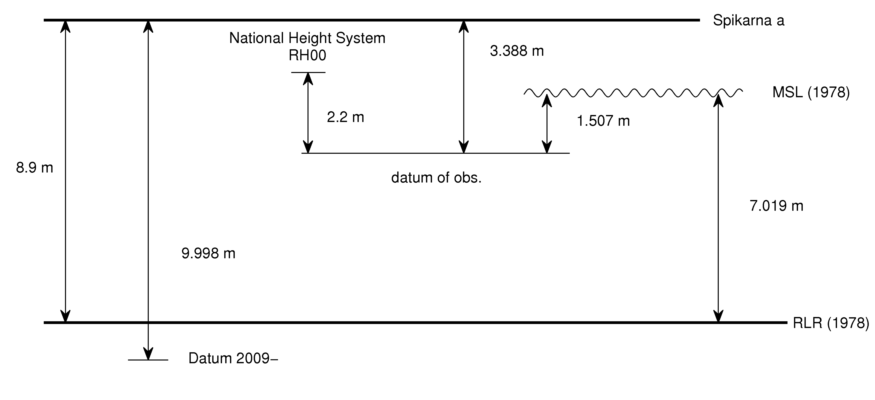 Spikarna a
National Height System
RH00
3.388 m
MSL (1978)
2.2 m
1.507 m
8.9 m
datum of obs.
7.019 m
9.998 m
RLR (1978)
Datum 2009−